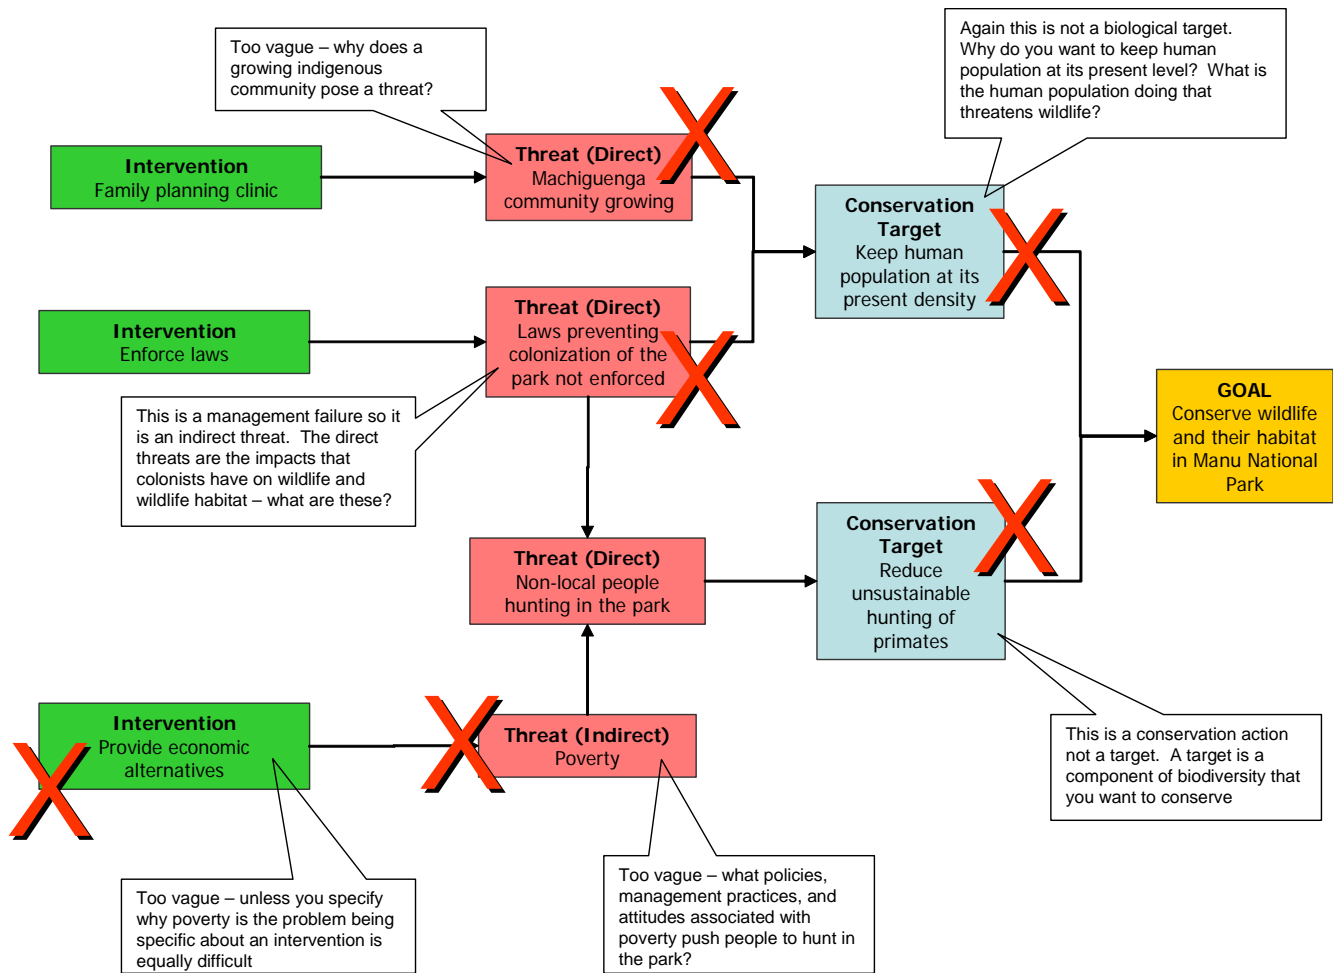 Too vague – why does a
growing indigenous
community pose a threat?
Again this is not a biological target.
Why do you want to keep human
population at its present level?  What is
the human population doing that
threatens wildlife?
Intervention
Family planning clinic
Threat (Direct)
Machiguenga
community growing
Conservation
Target
Keep human
population at its
present density
Intervention
Enforce laws
Threat (Direct)
Laws preventing
colonization of the
park not enforced
This is a management failure so it
is an indirect threat.  The direct
threats are the impacts that
colonists have on wildlife and
wildlife habitat – what are these?
GOAL
Conserve wildlife
and their habitat
in Manu National
Park
Threat (Direct)
Non-local people
hunting in the park
Conservation
Target
Reduce
unsustainable
hunting of
primates
Intervention
Provide economic
alternatives
Threat (Indirect)
Poverty
This is a conservation action
not a target.  A target is a
component of biodiversity that
you want to conserve
Too vague – unless you specify
why poverty is the problem being
specific about an intervention is
equally difficult
Too vague – what policies,
management practices, and
attitudes associated with
poverty push people to hunt in
the park?